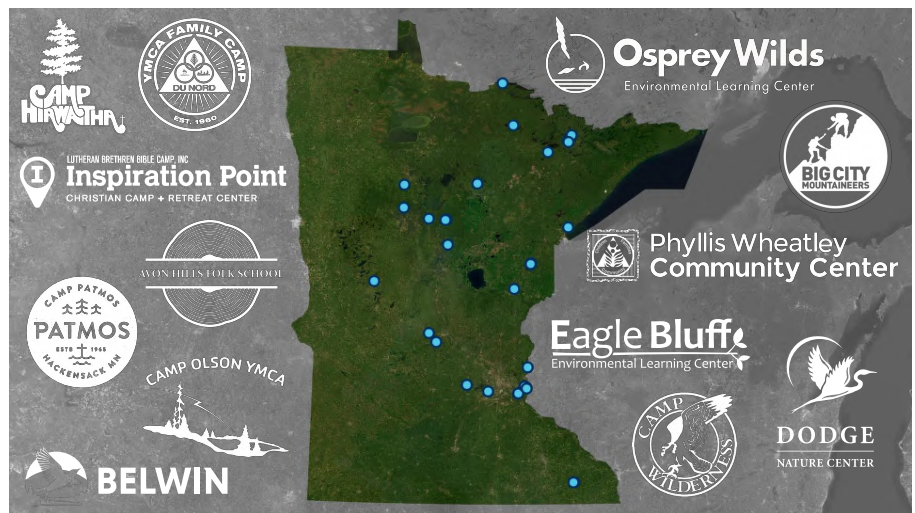 CAMP
HIAWATHA
YMCA FAMILY CAMP
DU NORD
EST. 1960
LUTHERAN BRETHREN BIBLE CAMP, INC
Inspiration Point
CHRISTIAN CAMP + RETREAT CENTER
AVON HILLS FOLK SCHOOL
CAMP PATMOS
PATMOS
ESTB 1965
HACKENSACK MN
CAMP OLSON YMCA
BELWIN
Osprey Wilds
Environmental Learning Center
BIG CITY
MOUNTAINEERS
Phyllis Wheatley
Community Center
Eagle Bluff
Environmental Learning Center
CAMP
WILDERNESS
DODGE
NATURE CENTER